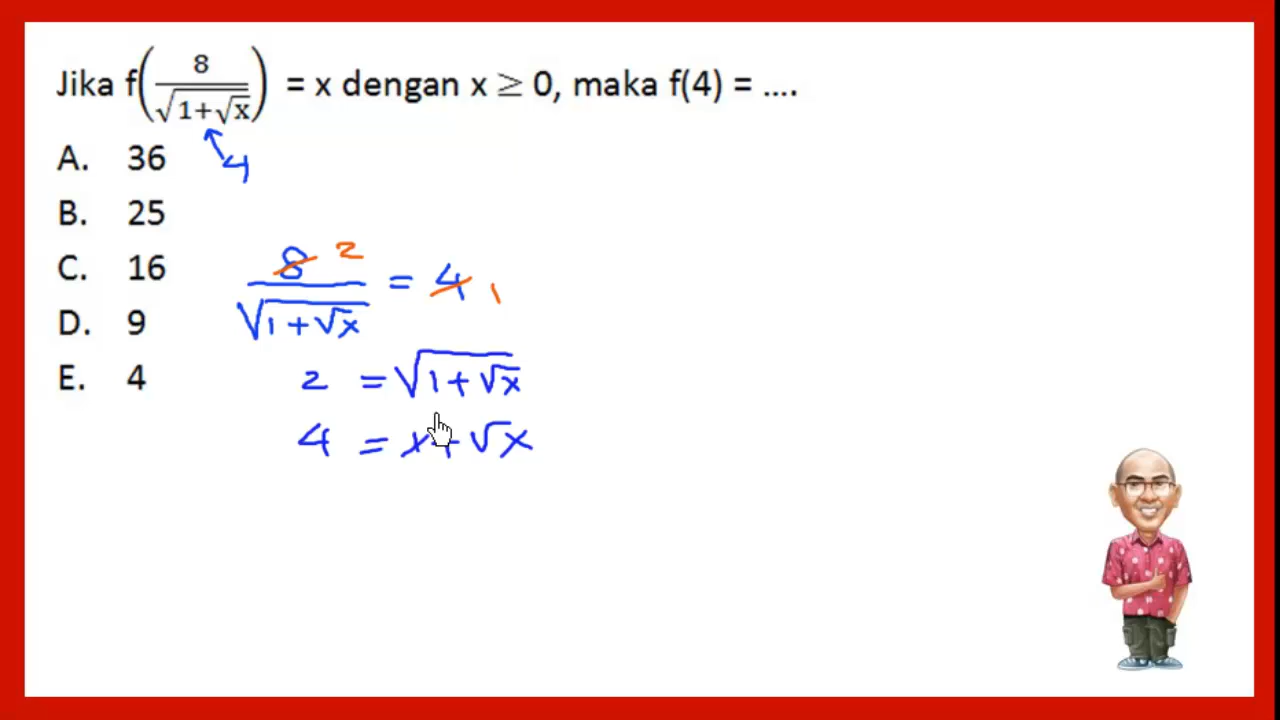 Jika f(8/√(1+√x)) = x dengan x ≥ 0, maka f(4) = ....
4
A. 36
B. 25
C. 16
D. 9
E. 4
8 2
/√(1+√x) = 4 1
2 = √(1+√x)
4 = x+√x